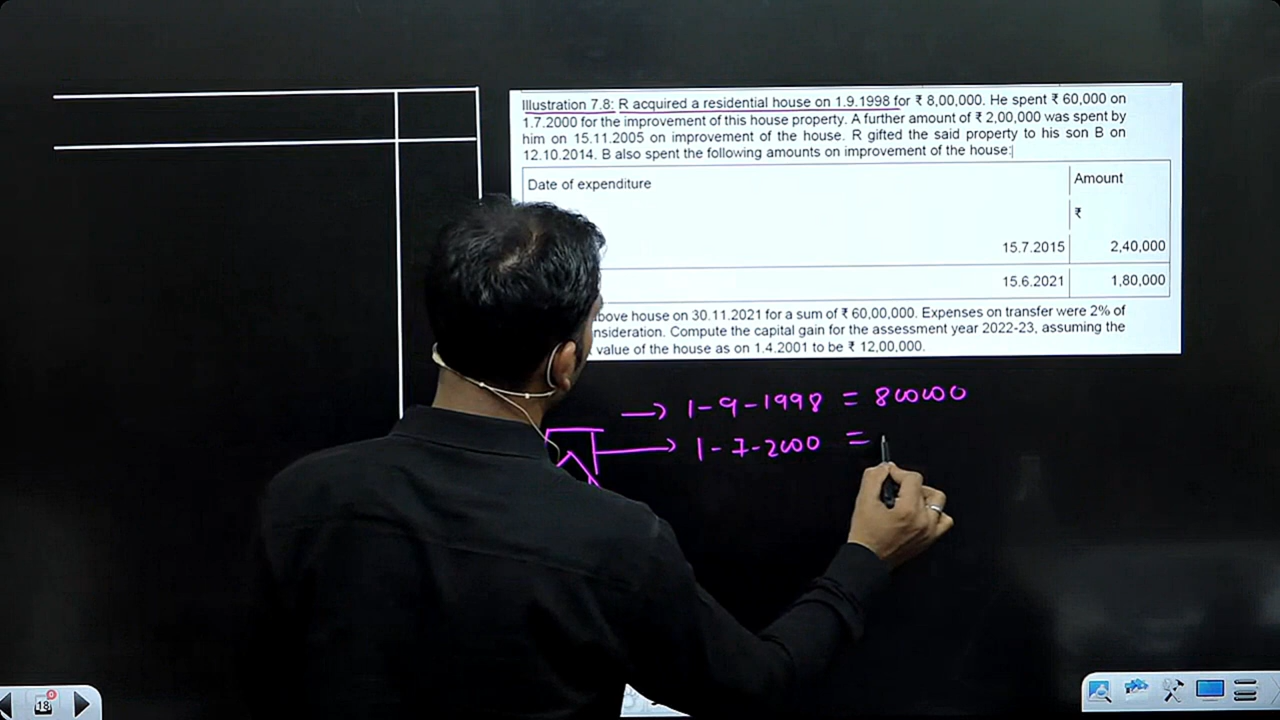 Illustration 7.8: R acquired a residential house on 1.9.1998 for ₹ 8,00,000. He spent ₹ 60,000 on
1.7.2000 for the improvement of this house property. A further amount of ₹ 2,00,000 was spent by
him on 15.11.2005 on improvement of the house. R gifted the said property to his son B on
12.10.2014. B also spent the following amounts on improvement of the house:
Date of expenditure Amount
₹
15.7.2015 2,40,000
15.6.2021 1,80,000
above house on 30.11.2021 for a sum of ₹ 60,00,000. Expenses on transfer were 2% of
Compute the capital gain for the assessment year 2022-23, assuming the
value of the house as on 1.4.2001 to be ₹ 12,00,000.
→ 1-9-1998 = 800000
→ 1-7-2000 =
18
0